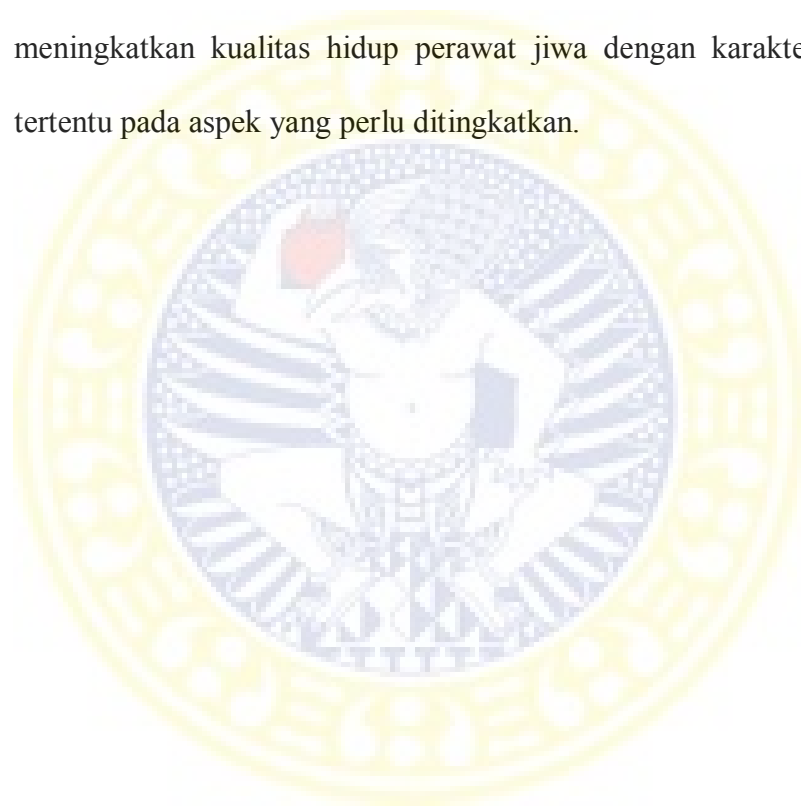 meningkatkan kualitas hidup perawat jiwa dengan karakte
tertentu pada aspek yang perlu ditingkatkan.